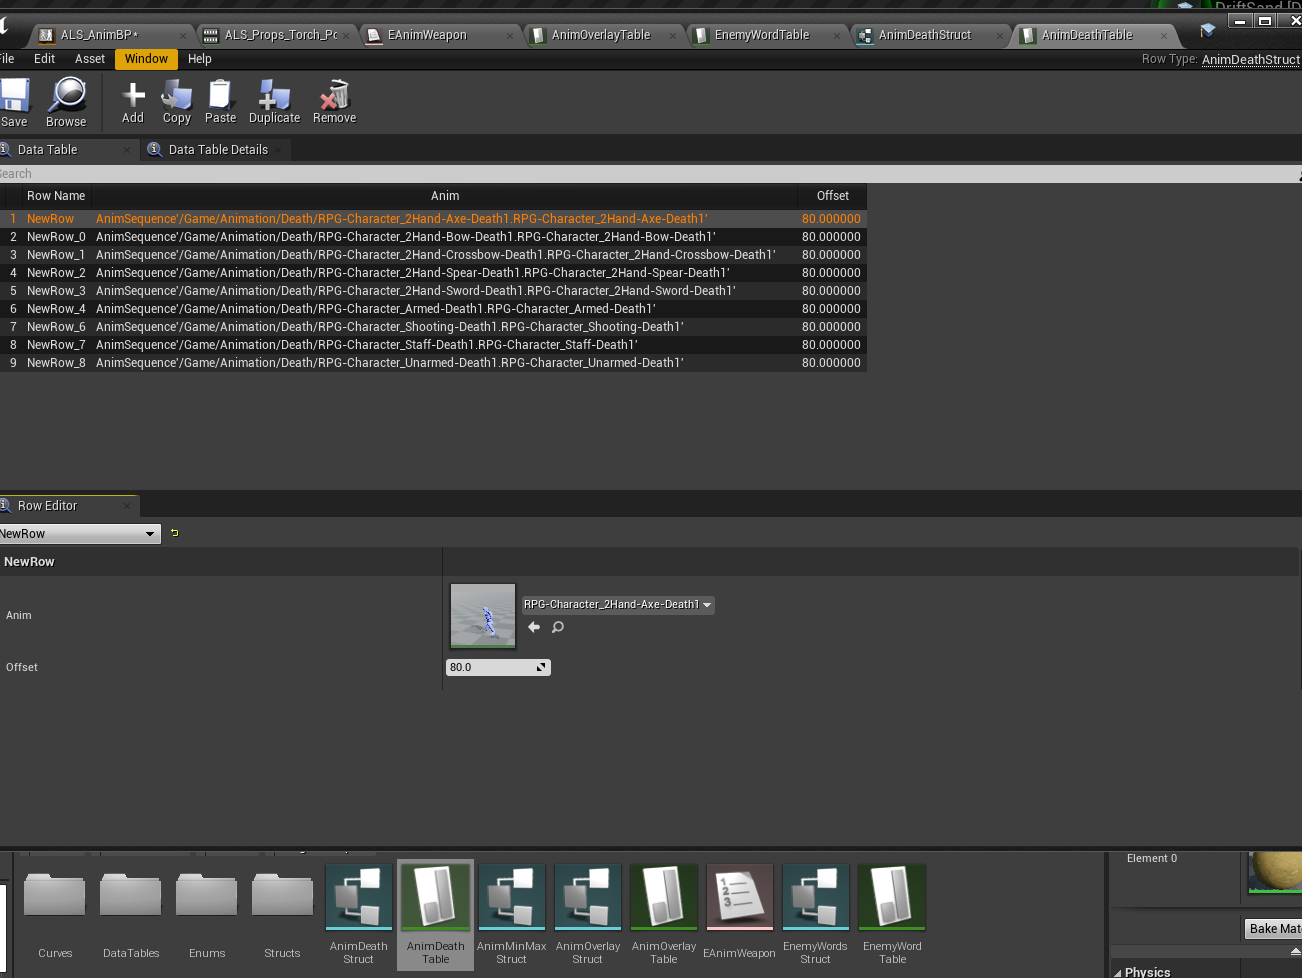 DriftSand [D
ALS_AnimBP*
ALS_Props_Torch_Po
EAnimWeapon
AnimOverlayTable
EnemyWordTable
AnimDeathStruct
AnimDeathTable
ile Edit Asset Window Help
Row Type: AnimDeathStruct
Save Browse Add Copy Paste Duplicate Remove
Data Table
Data Table Details
earch
Row Name Anim Offset
1 NewRow AnimSequence'/Game/Animation/Death/RPG-Character_2Hand-Axe-Death1.RPG-Character_2Hand-Axe-Death1' 80.000000
2 NewRow_0 AnimSequence'/Game/Animation/Death/RPG-Character_2Hand-Bow-Death1.RPG-Character_2Hand-Bow-Death1' 80.000000
3 NewRow_1 AnimSequence'/Game/Animation/Death/RPG-Character_2Hand-Crossbow-Death1.RPG-Character_2Hand-Crossbow-Death1' 80.000000
4 NewRow_2 AnimSequence'/Game/Animation/Death/RPG-Character_2Hand-Spear-Death1.RPG-Character_2Hand-Spear-Death1' 80.000000
5 NewRow_3 AnimSequence'/Game/Animation/Death/RPG-Character_2Hand-Sword-Death1.RPG-Character_2Hand-Sword-Death1' 80.000000
6 NewRow_4 AnimSequence'/Game/Animation/Death/RPG-Character_Armed-Death1.RPG-Character_Armed-Death1' 80.000000
7 NewRow_6 AnimSequence'/Game/Animation/Death/RPG-Character_Shooting-Death1.RPG-Character_Shooting-Death1' 80.000000
8 NewRow_7 AnimSequence'/Game/Animation/Death/RPG-Character_Staff-Death1.RPG-Character_Staff-Death1' 80.000000
9 NewRow_8 AnimSequence'/Game/Animation/Death/RPG-Character_Unarmed-Death1.RPG-Character_Unarmed-Death1' 80.000000
Row Editor
NewRow
NewRow
Anim
RPG-Character_2Hand-Axe-Death1
Offset
80.0
Curves
DataTables
Enums
Structs
AnimDeath
Struct
AnimDeath
Table
AnimMinMax
Struct
AnimOverlay
Struct
AnimOverlay
Table
EAnimWeapon
EnemyWords
Struct
EnemyWord
Table
Element 0
Bake Mat
Physics